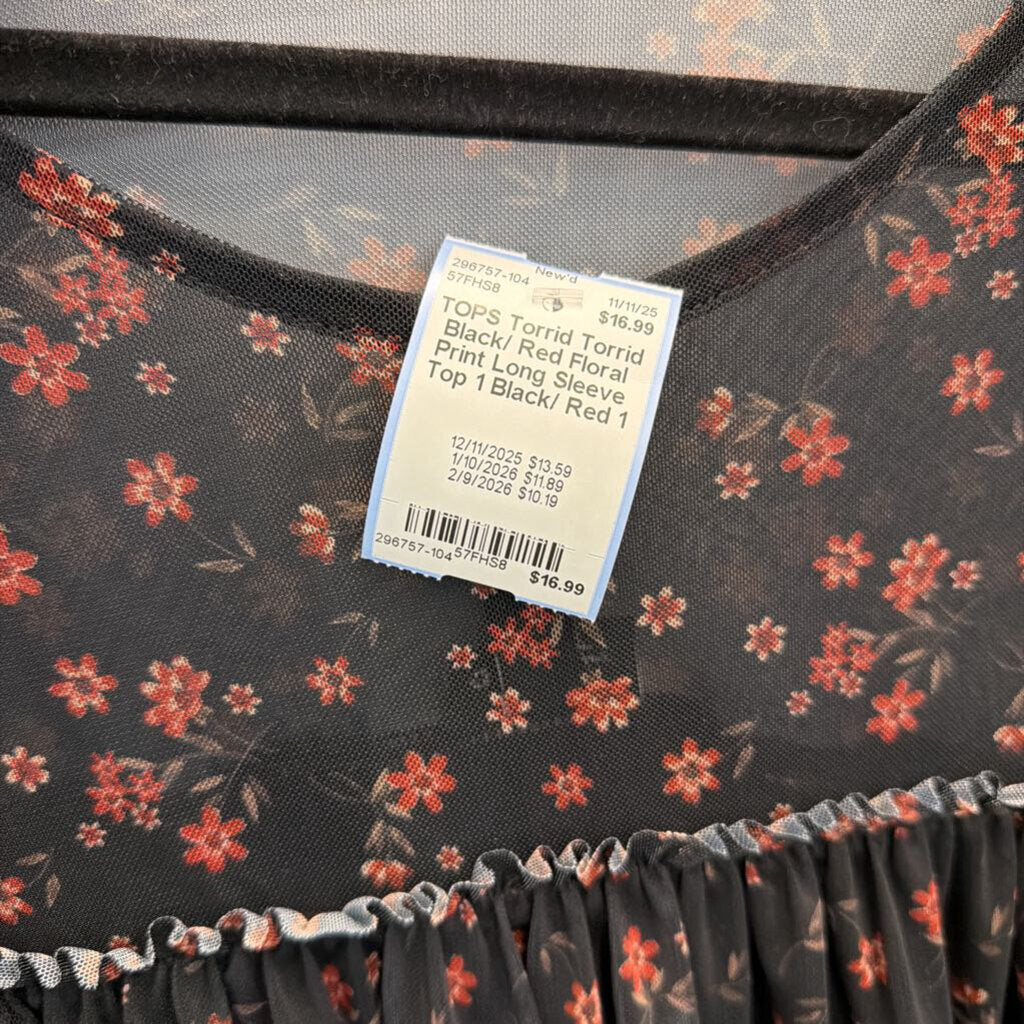 296757-104 New'd
57FHS8 11/11/25
$16.99
TOPS Torrid Torrid
Black/ Red Floral
Print Long Sleeve
Top 1 Black/ Red 1
12/11/2025 $13.59
1/10/2026 $11.89
2/9/2026 $10.19
296757-104 57FHS8 $16.99